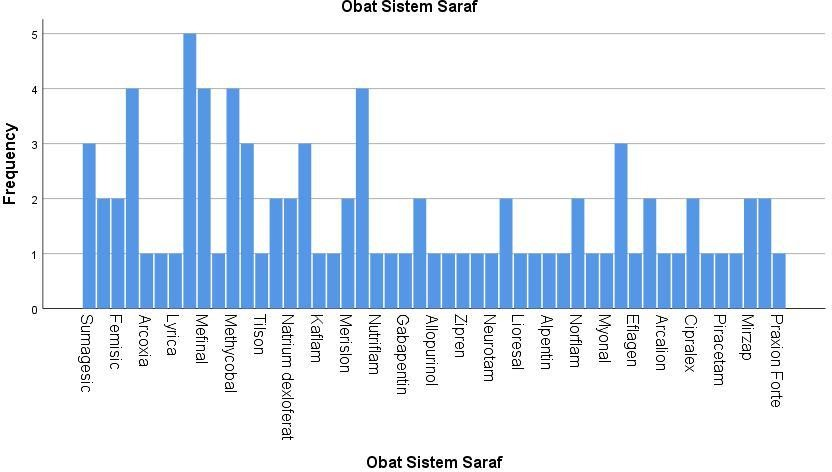 Obat Sistem Saraf
Frequency
5
4
3
2
1
0
Sumagesic
Femisic
Arcoxia
Lyrica
Mefinal
Methycobal
Tilson
Natrium dexloferat
Kaflam
Merislon
Nutriflam
Gabapentin
Allopurinol
Zipren
Neurotam
Lioresal
Alpentin
Norflam
Myonal
Eflagen
Arcalion
Cipralex
Piracetam
Mirzap
Praxion Forte
Obat Sistem Saraf